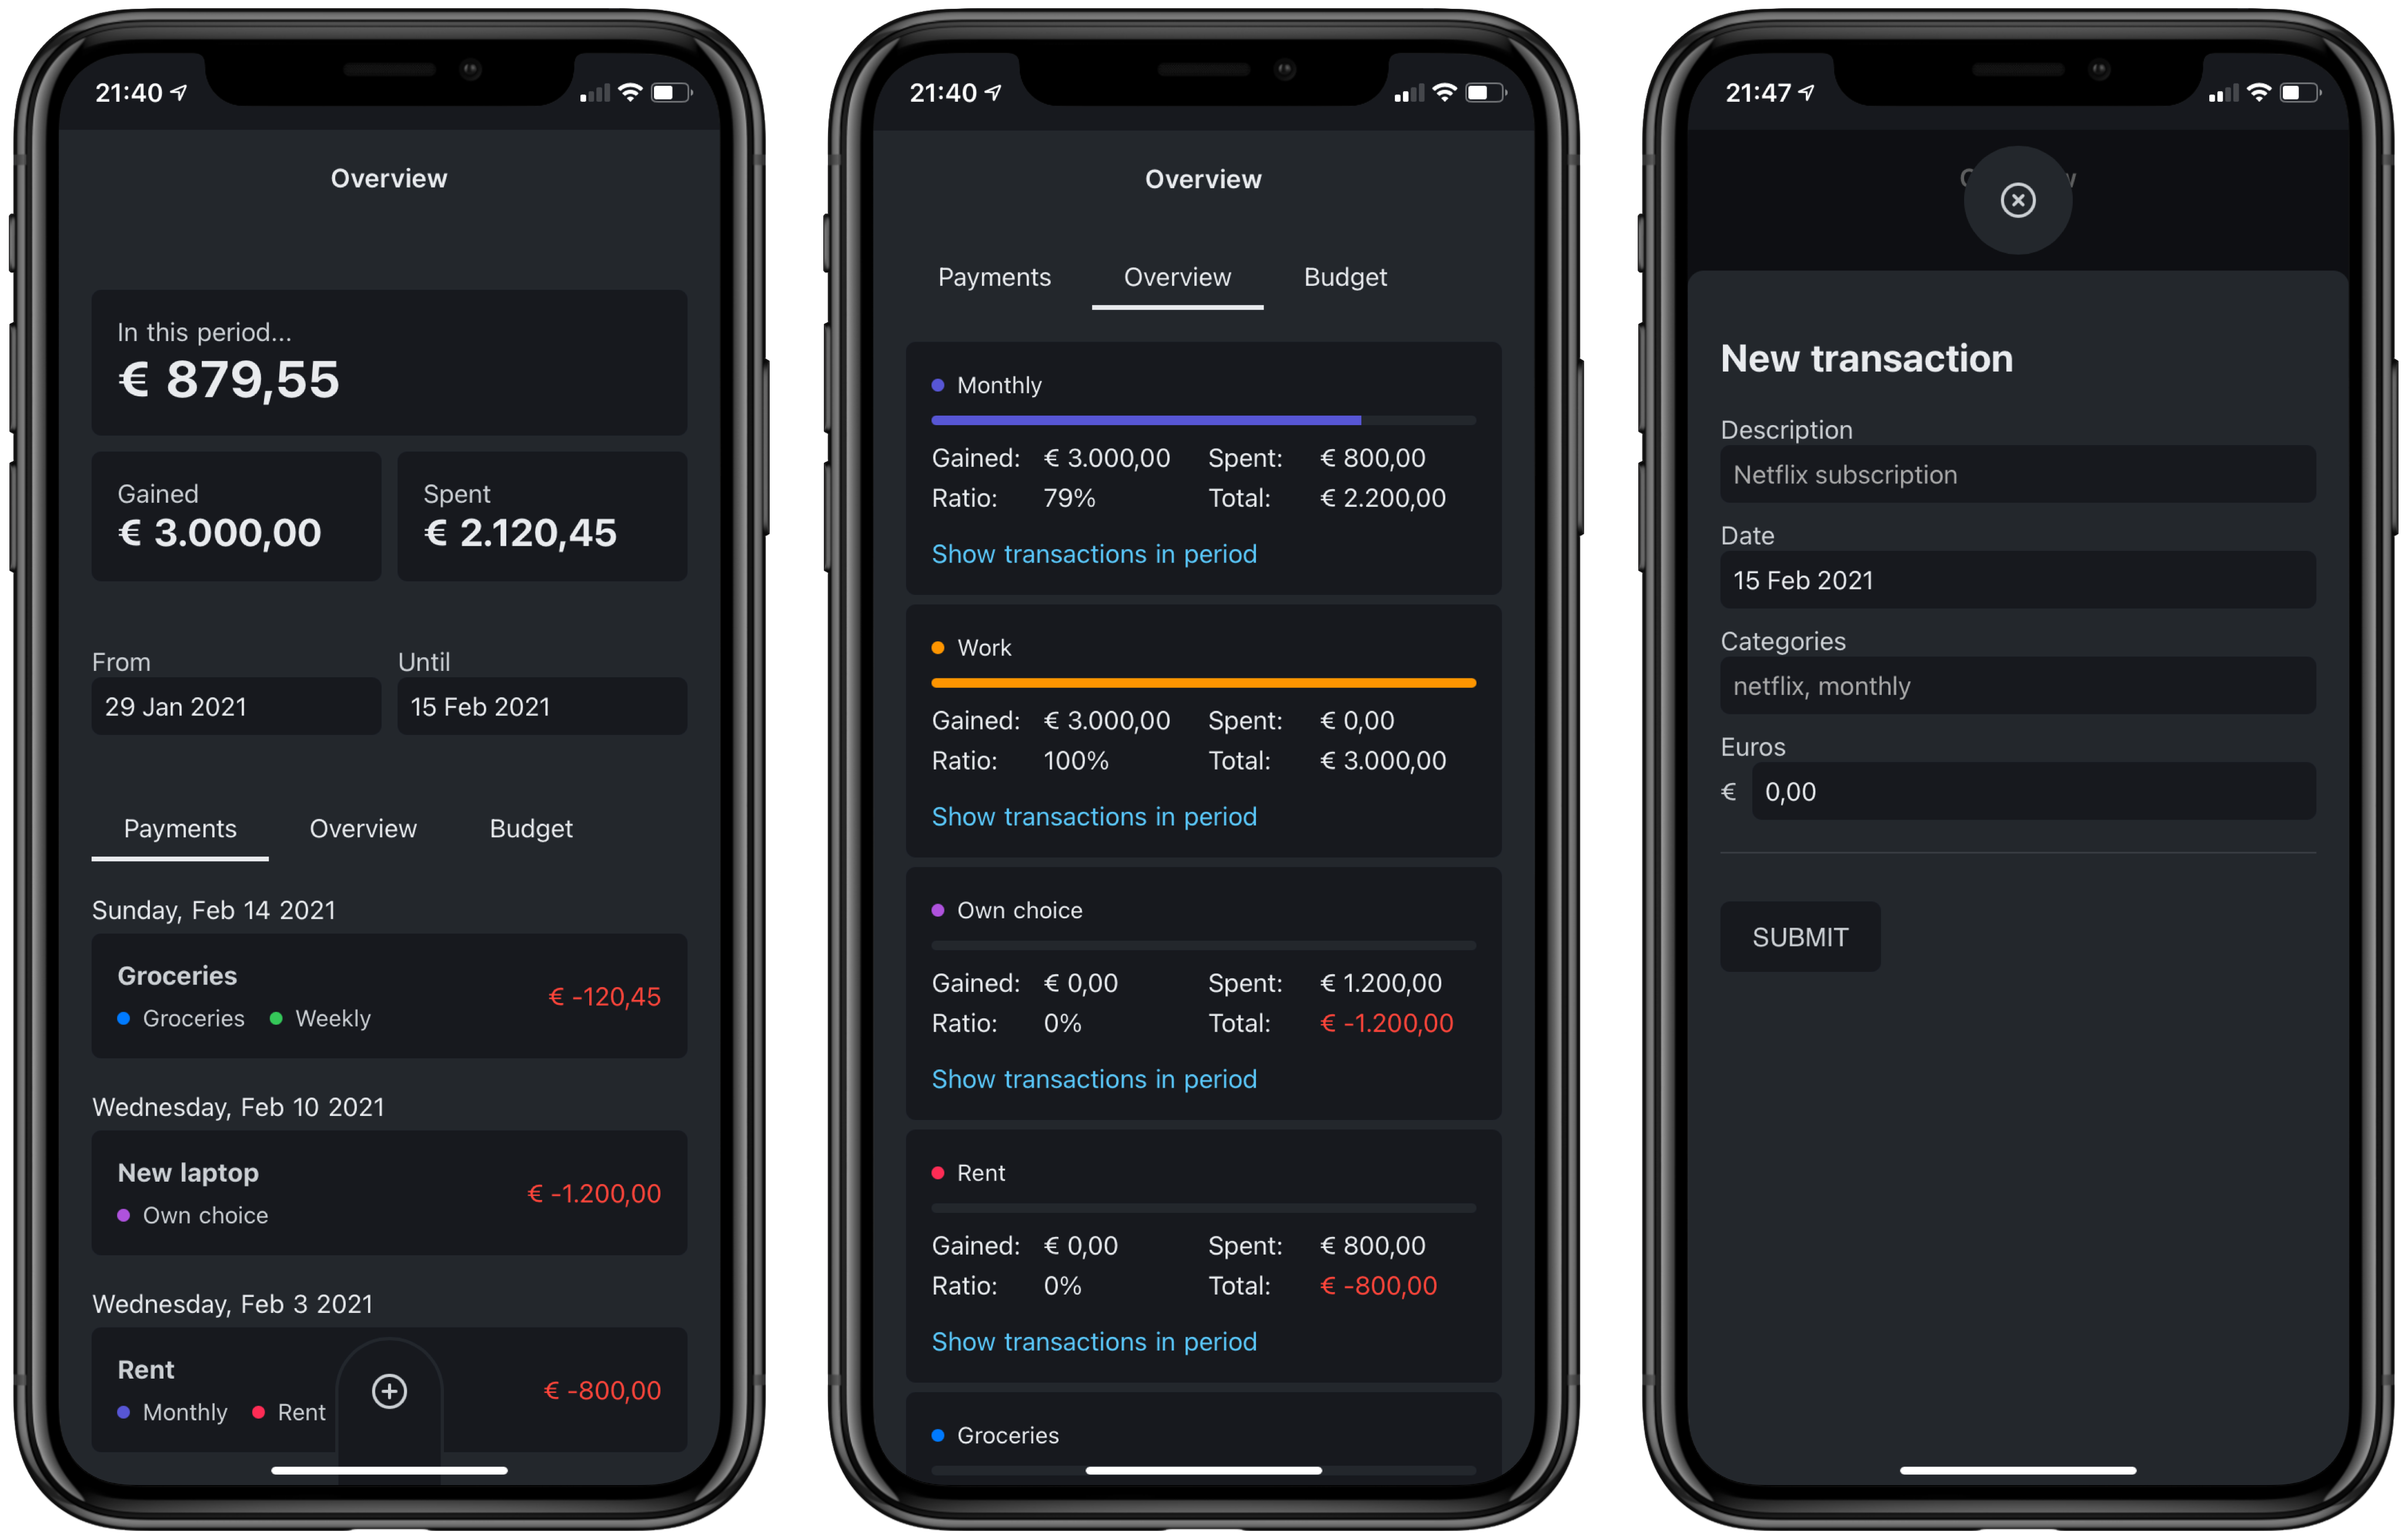 21:40
Overview
In this period...
€ 879,55
Gained
€ 3.000,00
Spent
€ 2.120,45
From
29 Jan 2021
Until
15 Feb 2021
Payments Overview Budget
Sunday, Feb 14 2021
Groceries
€ -120,45
Groceries Weekly
Wednesday, Feb 10 2021
New laptop
€ -1.200,00
Own choice
Wednesday, Feb 3 2021
Rent
€ -800,00
Monthly Rent
21:40
Overview
Payments Overview Budget
Monthly
Gained: € 3.000,00 Spent: € 800,00
Ratio: 79% Total: € 2.200,00
Show transactions in period
Work
Gained: € 3.000,00 Spent: € 0,00
Ratio: 100% Total: € 3.000,00
Show transactions in period
Own choice
Gained: € 0,00 Spent: € 1.200,00
Ratio: 0% Total: € -1.200,00
Show transactions in period
Rent
Gained: € 0,00 Spent: € 800,00
Ratio: 0% Total: € -800,00
Show transactions in period
Groceries
21:47
New transaction
Description
Netflix subscription
Date
15 Feb 2021
Categories
netflix, monthly
Euros
€ 0,00
SUBMIT